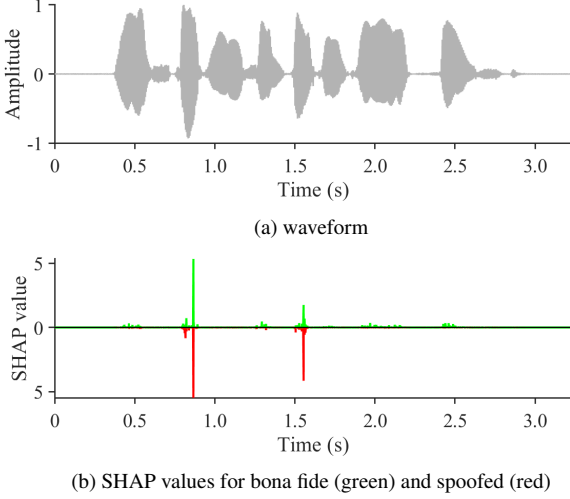 1
0
-1
Amplitude
0 0.5 1.0 1.5 2.0 2.5 3.0
Time (s)
(a) waveform
5
0
5
SHAP value
0 0.5 1.0 1.5 2.0 2.5 3.0
Time (s)
(b) SHAP values for bona fide (green) and spoofed (red)